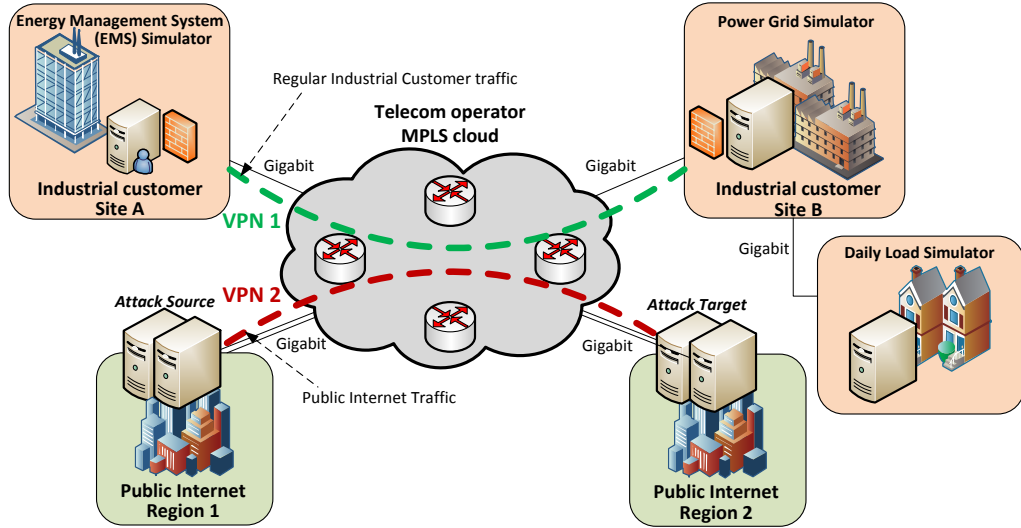 Energy Management System
(EMS) Simulator
Industrial customer
Site A
Regular Industrial Customer traffic
Telecom operator
MPLS cloud
Gigabit
Gigabit
VPN 1
Power Grid Simulator
Industrial customer
Site B
Gigabit
Daily Load Simulator
VPN 2
Attack Source
Attack Target
Gigabit
Gigabit
Public Internet Traffic
Public Internet
Region 1
Public Internet
Region 2